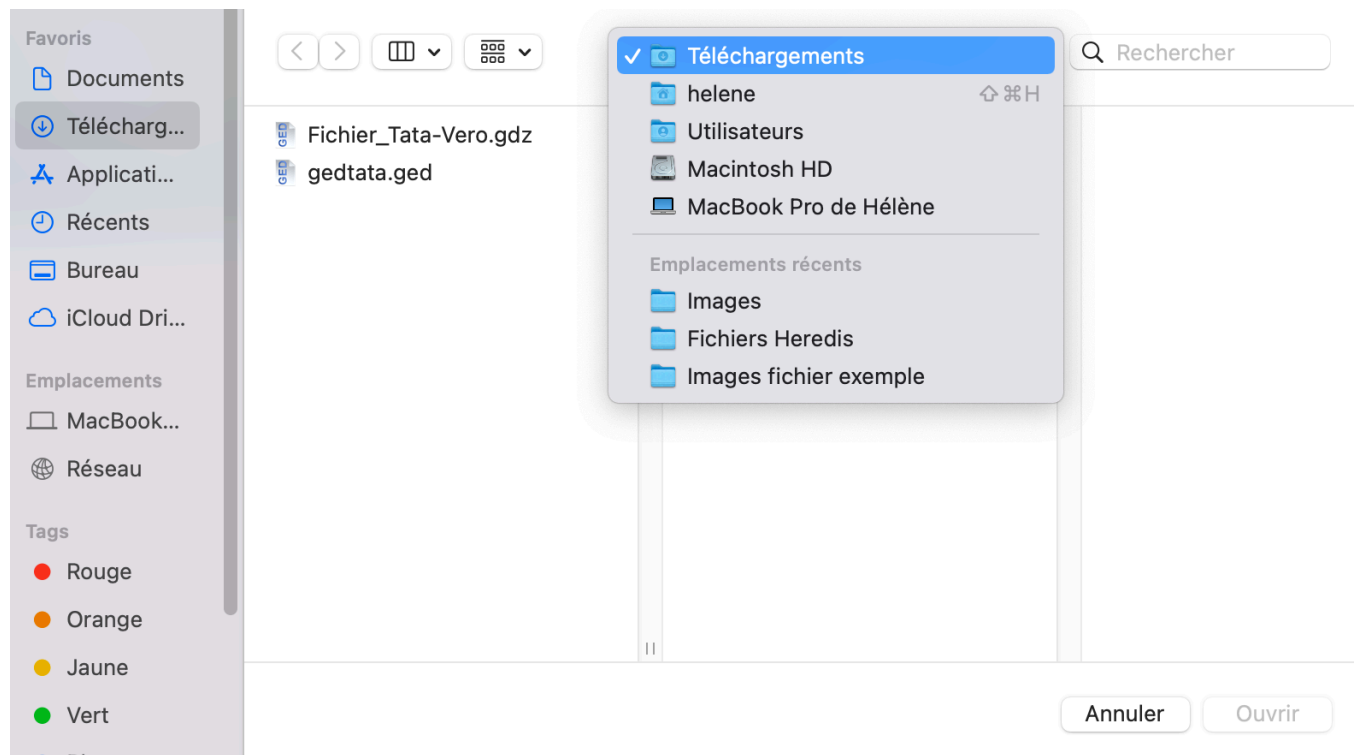 Favoris
Documents
Télécharg...
Applicati...
Récents
Bureau
iCloud Dri...
Emplacements
MacBook...
Réseau
Tags
Rouge
Orange
Jaune
Vert
Fichier_Tata-Vero.gdz
gedtata.ged
Téléchargements
helene ⇧⌘H
Utilisateurs
Macintosh HD
MacBook Pro de Hélène
Emplacements récents
Images
Fichiers Heredis
Images fichier exemple
Rechercher
Annuler
Ouvrir